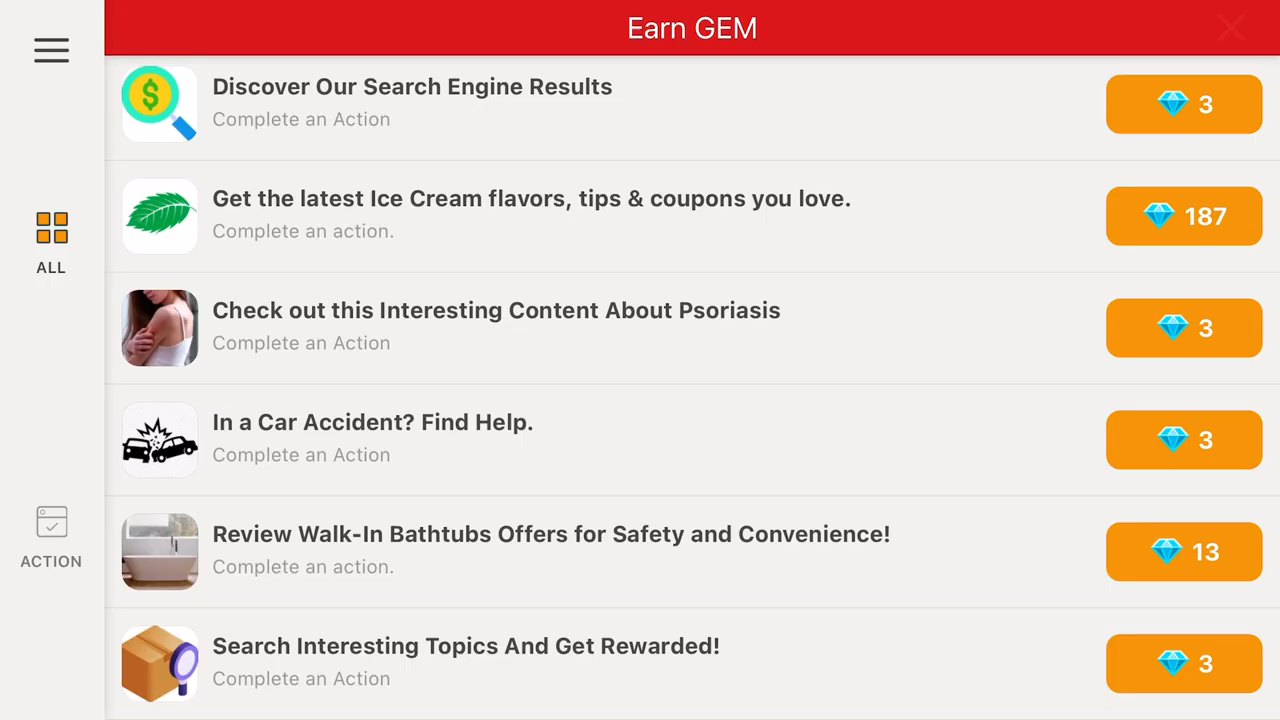 Earn GEM
Discover Our Search Engine Results
Complete an Action
3
Get the latest Ice Cream flavors, tips & coupons you love.
Complete an action.
187
ALL
Check out this Interesting Content About Psoriasis
Complete an Action
3
In a Car Accident? Find Help.
Complete an Action
3
Review Walk-In Bathtubs Offers for Safety and Convenience!
Complete an action.
13
ACTION
Search Interesting Topics And Get Rewarded!
Complete an Action
3